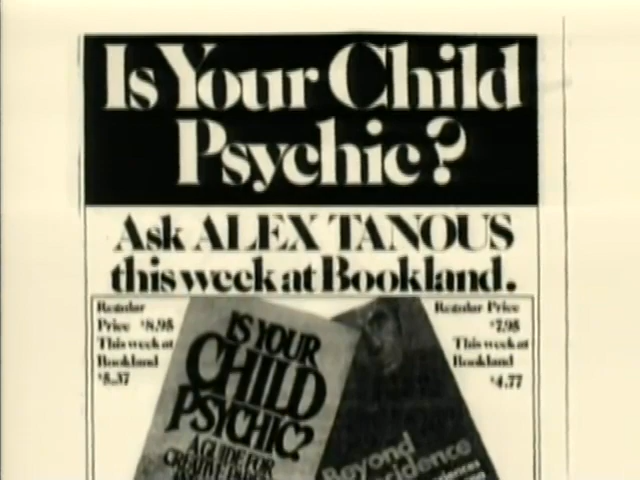 Is Your Child
Psychic?
Ask ALEX TANOUS
this week at Bookland.
Regular
Price $8.95
This week at
Bookland
$5.37
Regular Price
$7.95
This week at
Bookland
$4.77
IS YOUR
CHILD
PSYCHIC?
A GUIDE FOR
Beyond